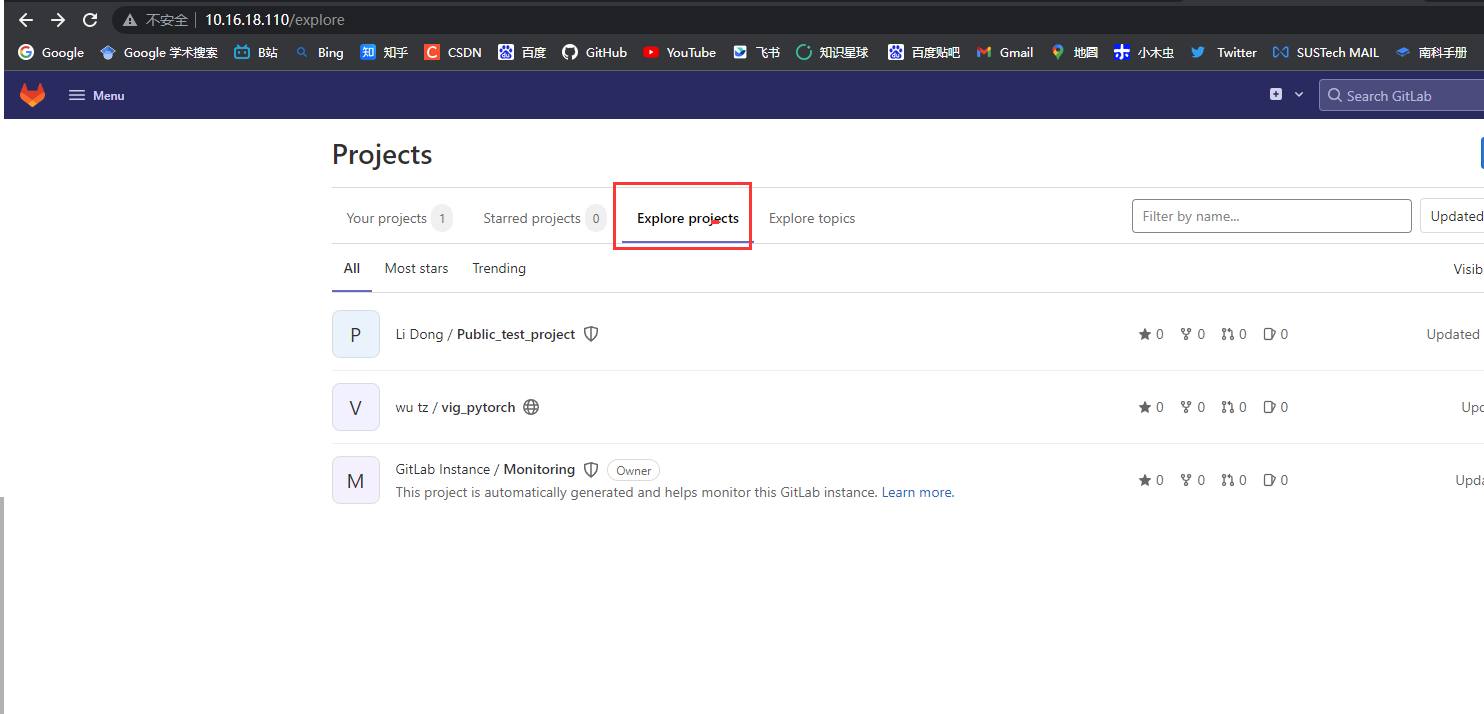 不安全 10.16.18.110/explore
Google Google 学术搜索 B站 Bing 知 知乎 C CSDN 百度 GitHub YouTube 飞书 知识星球 百度贴吧 Gmail 地图 小木虫 Twitter SUSTech MAIL 南科手册
Menu Search GitLab
Projects
Your projects 1 Starred projects 0 Explore projects Explore topics Filter by name... Updated
All Most stars Trending Visib
P Li Dong / Public_test_project 0 0 0 0 Updated
V wu tz / vig_pytorch 0 0 0 0 Upd
M GitLab Instance / Monitoring Owner 0 0 0 0 Upda
This project is automatically generated and helps monitor this GitLab instance. Learn more.